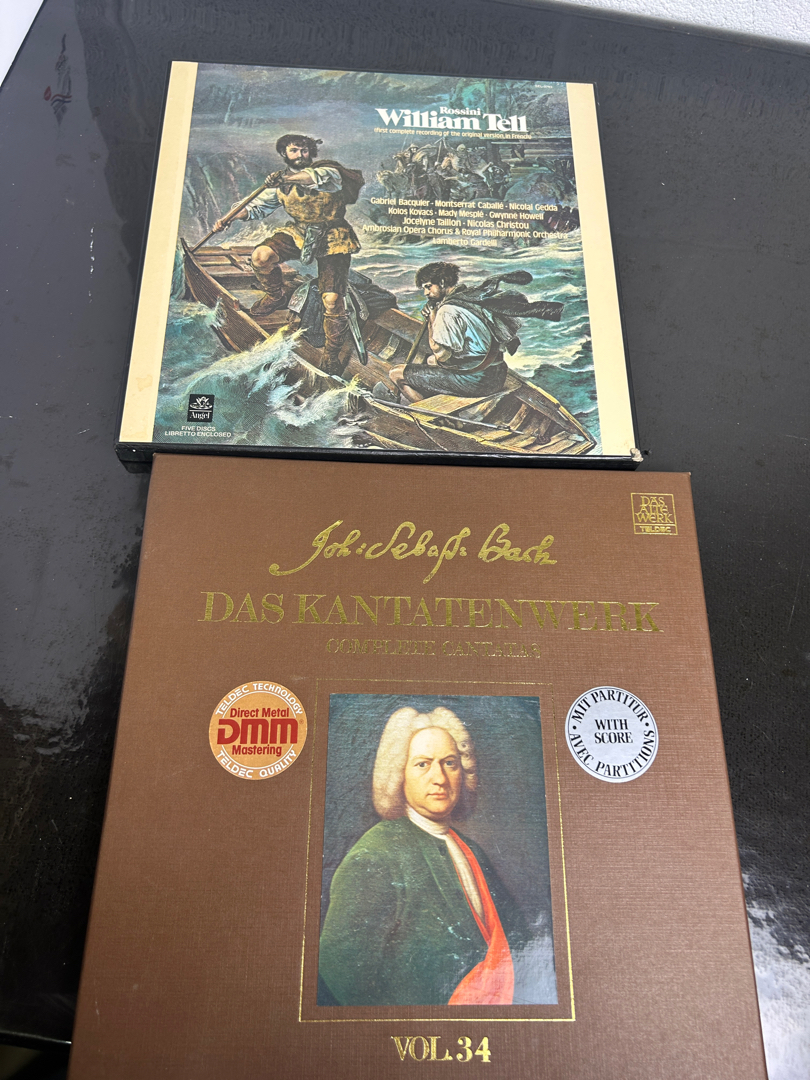 Rossini
William Tell
(first complete recording of the original version in French)
Gabriel Bacquier · Montserrat Caballé · Nicolai Gedda
Kolos Kovacs · Mady Mesplé · Gwynne Howell
Jocelyne Taillon · Nicolas Christou
Ambrosian Opera Chorus & Royal Philharmonic Orchestra
Lamberto Gardelli
Angel
FIVE DISCS
LIBRETTO ENCLOSED
DAS
ALTE
WERK
TELDEC
Joh: Sebaſt: Bach
DAS KANTATENWERK
COMPLETE CANTATAS
TELDEC TECHNOLOGY
Direct Metal
DMM
Mastering
TELDEC QUALITY
· MIT PARTITUR ·
WITH
SCORE
AVEC PARTITIONS
VOL. 34